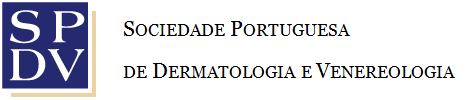 SP
DV
SOCIEDADE PORTUGUESA
DE DERMATOLOGIA E VENEREOLOGIA